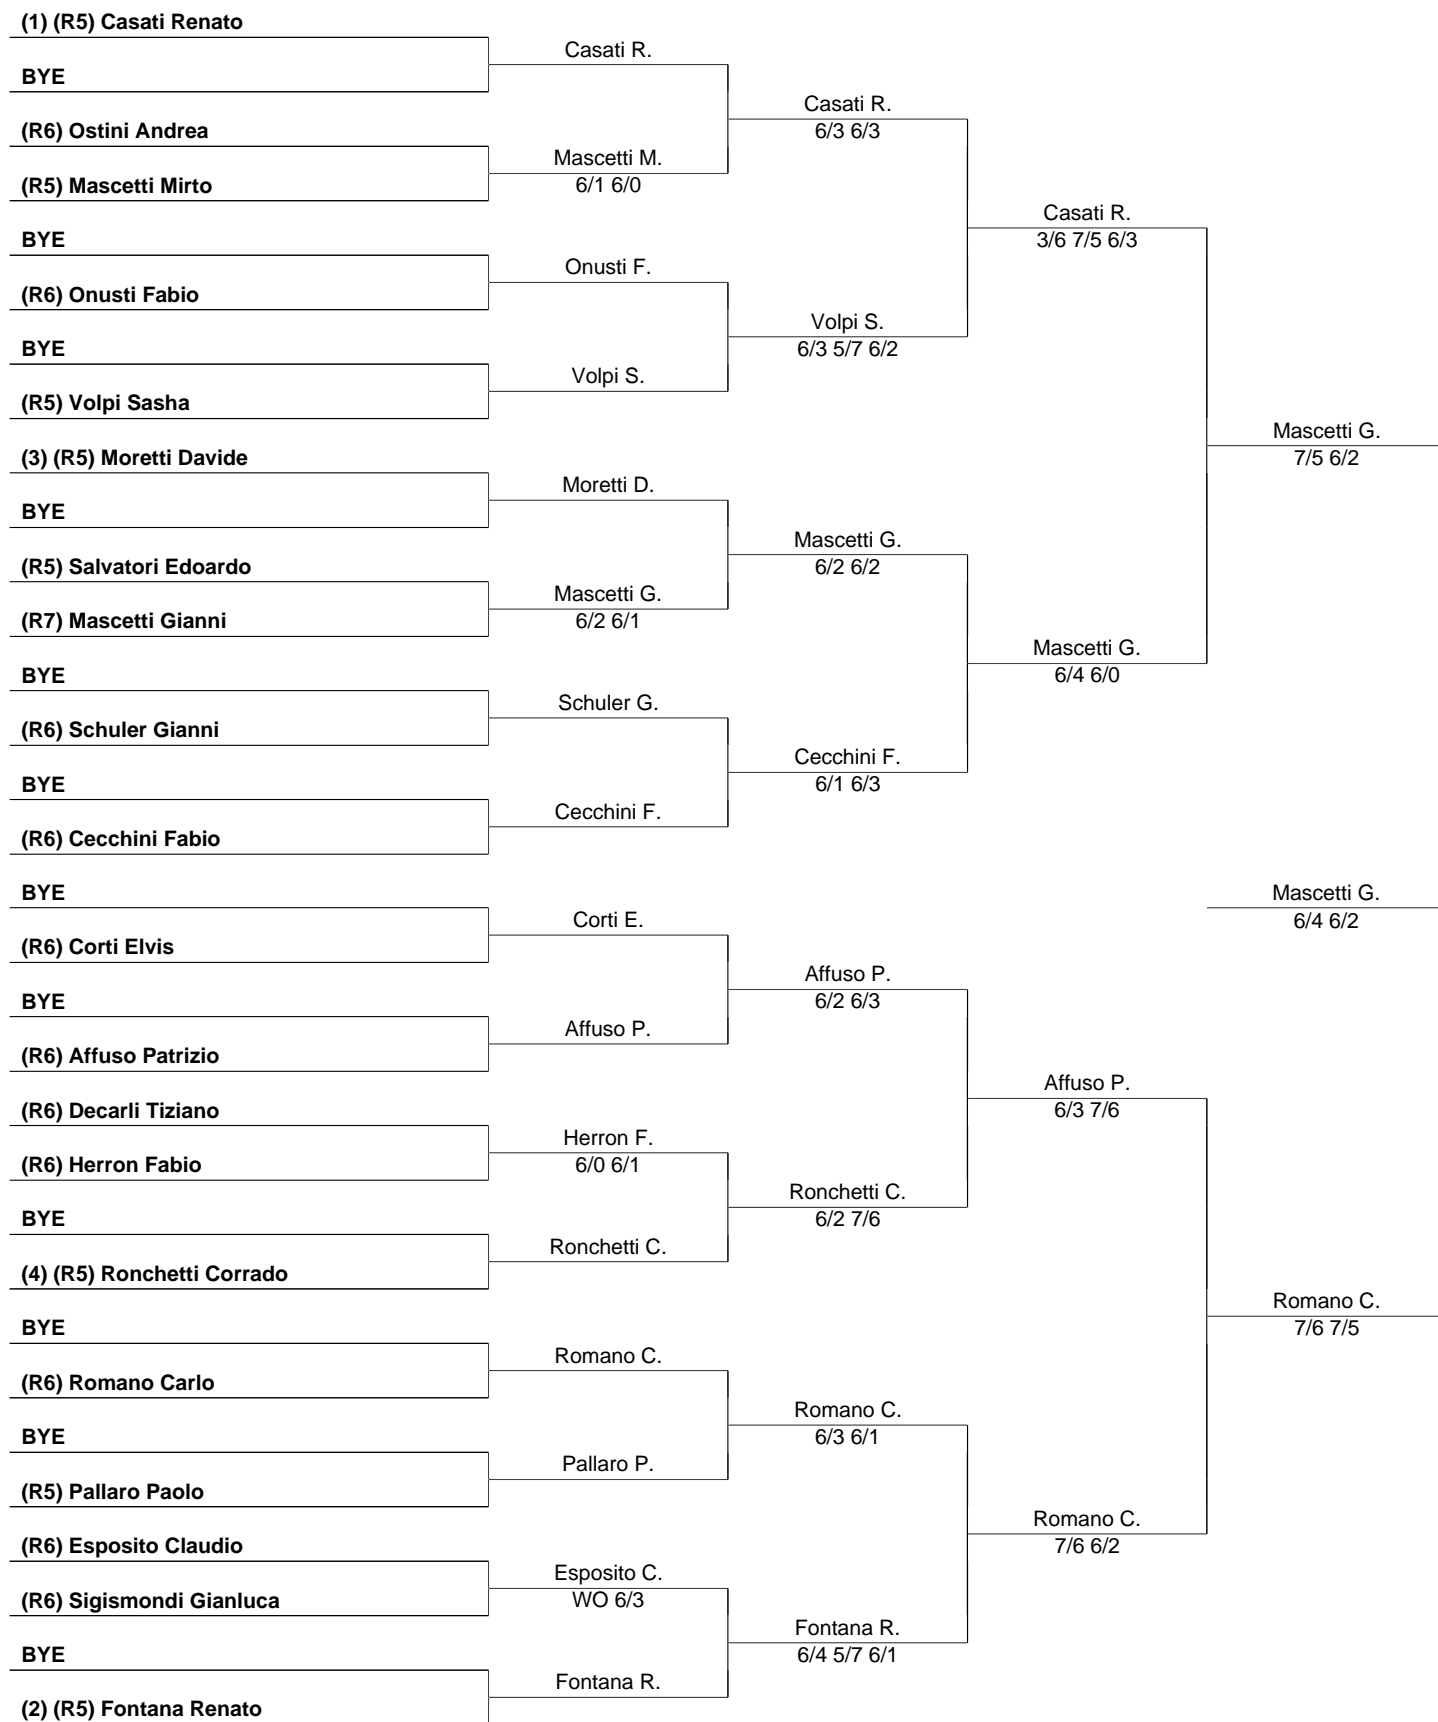 (1) (R5) Casati Renato
BYE
(R6) Ostini Andrea
(R5) Mascetti Mirto
BYE
(R6) Onusti Fabio
BYE
(R5) Volpi Sasha
(3) (R5) Moretti Davide
BYE
(R5) Salvatori Edoardo
(R7) Mascetti Gianni
BYE
(R6) Schuler Gianni
BYE
(R6) Cecchini Fabio
BYE
(R6) Corti Elvis
BYE
(R6) Affuso Patrizio
(R6) Decarli Tiziano
(R6) Herron Fabio
BYE
(4) (R5) Ronchetti Corrado
BYE
(R6) Romano Carlo
BYE
(R5) Pallaro Paolo
(R6) Esposito Claudio
(R6) Sigismondi Gianluca
BYE
(2) (R5) Fontana Renato
Casati R.
Mascetti M.
6/1 6/0
Onusti F.
Volpi S.
Moretti D.
Mascetti G.
6/2 6/1
Schuler G.
Cecchini F.
Corti E.
Affuso P.
Herron F.
6/0 6/1
Ronchetti C.
Romano C.
Pallaro P.
Esposito C.
WO 6/3
Fontana R.
Casati R.
6/3 6/3
Volpi S.
6/3 5/7 6/2
Mascetti G.
6/2 6/2
Cecchini F.
6/1 6/3
Affuso P.
6/2 6/3
Ronchetti C.
6/2 7/6
Romano C.
6/3 6/1
Fontana R.
6/4 5/7 6/1
Casati R.
3/6 7/5 6/3
Mascetti G.
6/4 6/0
Affuso P.
6/3 7/6
Romano C.
7/6 6/2
Mascetti G.
7/5 6/2
Mascetti G.
6/4 6/2
Romano C.
7/6 7/5